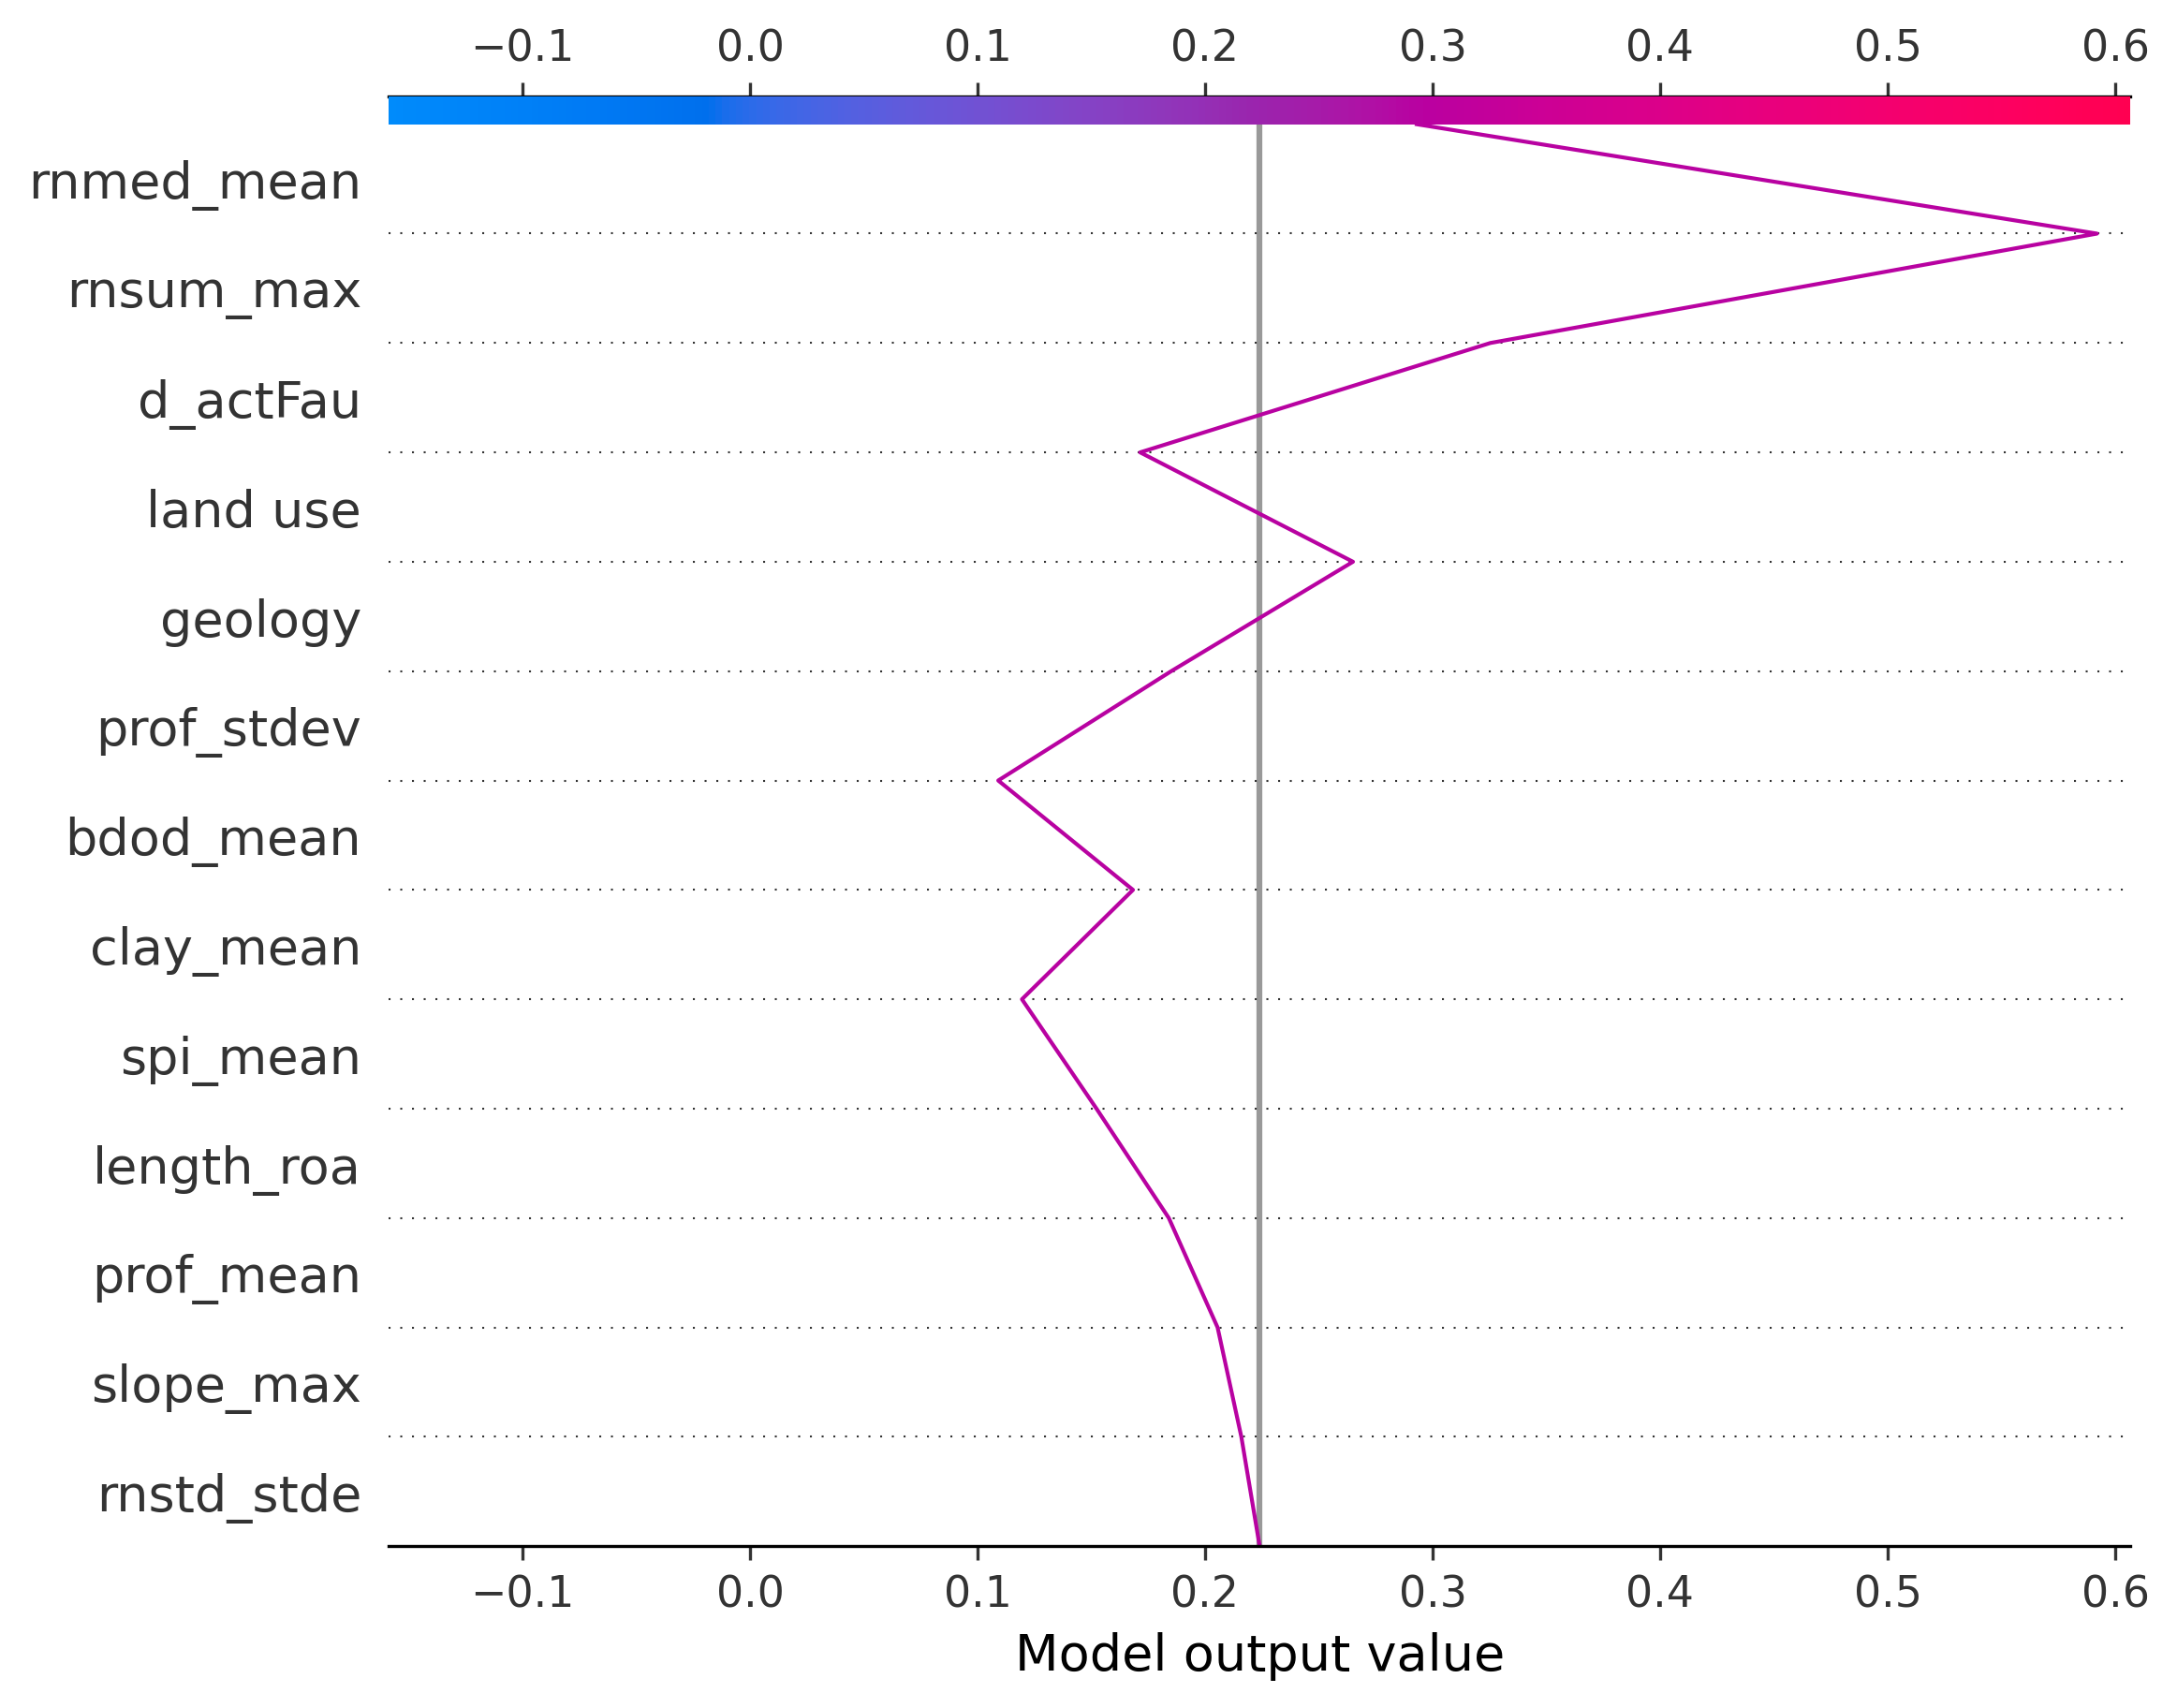 −0.1 0.0 0.1 0.2 0.3 0.4 0.5 0.6
rnmed_mean
rnsum_max
d_actFau
land use
geology
prof_stdev
bdod_mean
clay_mean
spi_mean
length_roa
prof_mean
slope_max
rnstd_stde
−0.1 0.0 0.1 0.2 0.3 0.4 0.5 0.6
Model output value